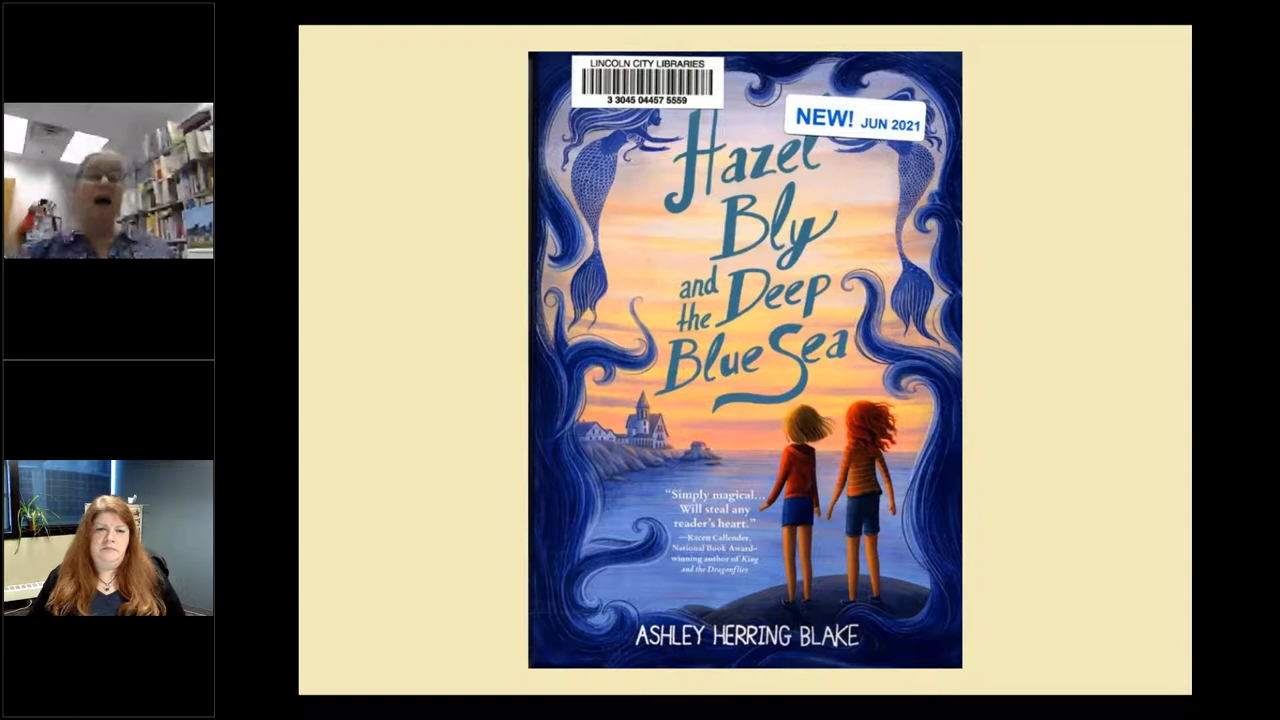 LINCOLN CITY LIBRARIES
3 3045 04457 5559
NEW! JUN 2021
Hazel
Bly
and
the Deep
Blue Sea
"Simply magical...
Will steal any
reader's heart."
—Kacen Callender,
National Book Award–
winning author of King
and the Dragonflies
ASHLEY HERRING BLAKE